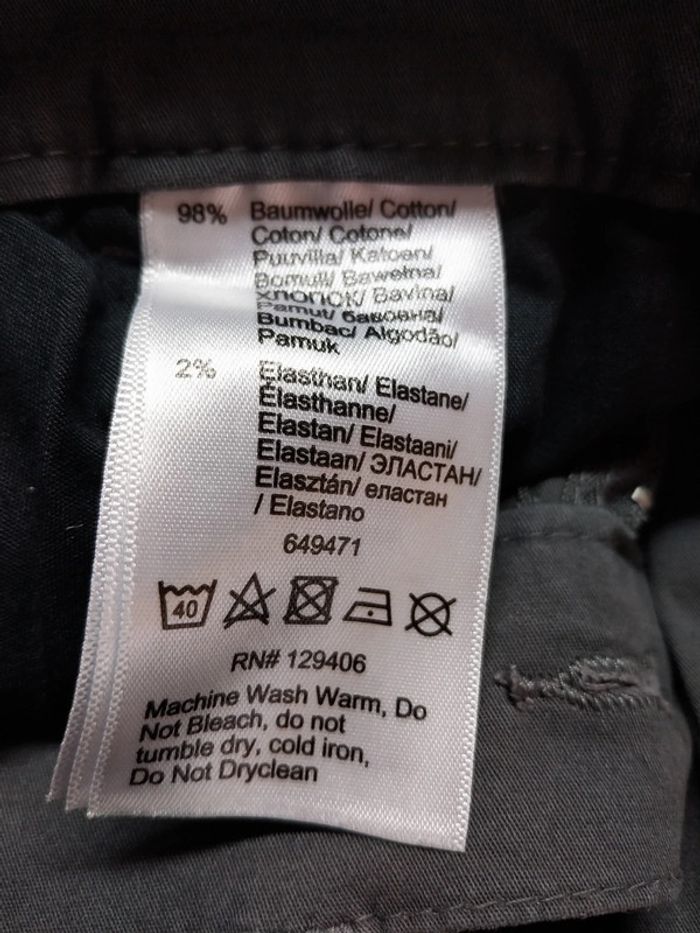 98% Baumwolle/ Cotton/
Coton/ Cotone/
Puuvilla/ Katoen/
Bomull/ Bawełna/
хлопок/ Bavlna/
Pamut/ бавовна/
Bumbac/ Algodão/
Pamuk
2% Elasthan/ Elastane/
Elasthanne/
Elastan/ Elastaani/
Elastaan/ ЭЛАСТАН/
Elasztán/ еластан
/ Elastano
649471
40
RN# 129406
Machine Wash Warm, Do
Not Bleach, do not
tumble dry, cold iron,
Do Not Dryclean